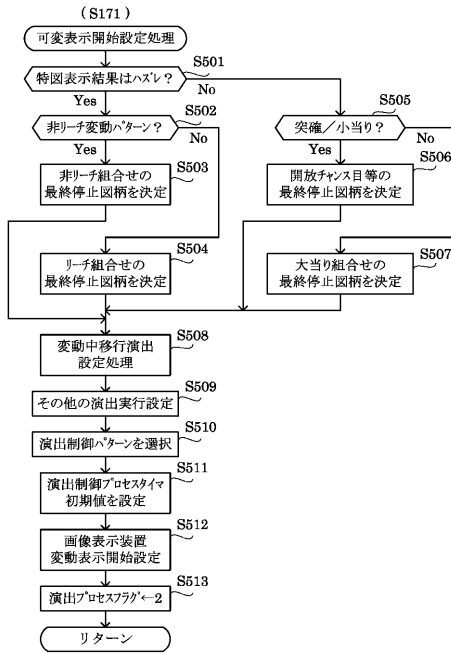 (S171)
可変表示開始設定処理
S501
特図表示結果はﾊｽﾞﾚ?
No
Yes
S502
非ﾘｰﾁ変動ﾊﾟﾀｰﾝ?
No
Yes
S503
非ﾘｰﾁ組合せの
最終停止図柄を決定
S504
ﾘｰﾁ組合せの
最終停止図柄を決定
S505
突確/小当り?
No
Yes
S506
開放ﾁｬﾝｽ目等の
最終停止図柄を決定
S507
大当り組合せの
最終停止図柄を決定
S508
変動中移行演出
設定処理
S509
その他の演出実行設定
S510
演出制御ﾊﾟﾀｰﾝを選択
S511
演出制御ﾌﾟﾛｾｽﾀｲﾏ
初期値を設定
S512
画像表示装置
変動表示開始設定
S513
演出ﾌﾟﾛｾｽﾌﾗｸﾞ←2
リターン